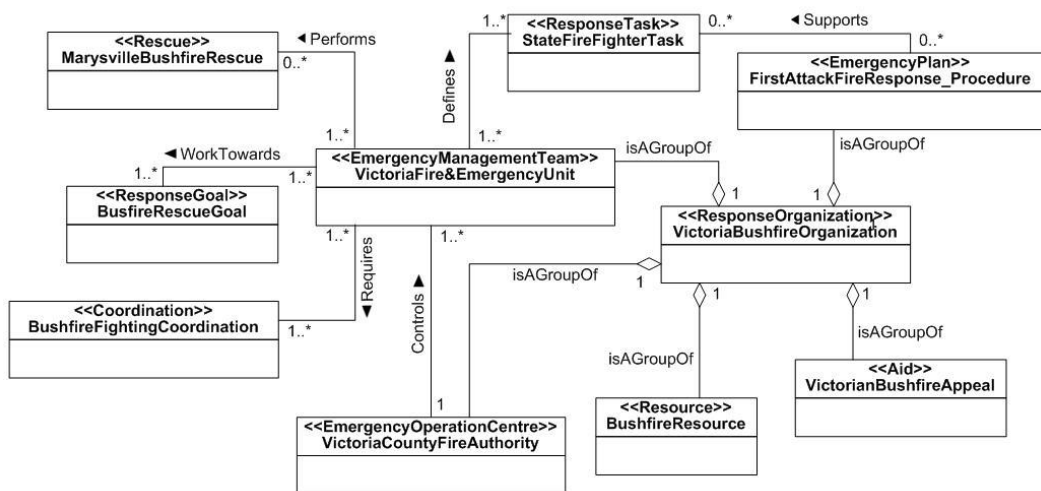 <<Rescue>>
MarysvilleBushfireRescue
◄ Performs
0..*
1..*
1..*
<<ResponseTask>>
StateFireFighterTask
0..*
◄ Supports
0..*
<<EmergencyPlan>>
FirstAttackFireResponse_Procedure
Defines ►
1..*
◄ WorkTowards
1..*
1..*
<<ResponseGoal>>
BusfireRescueGoal
<<EmergencyManagementTeam>>
VictoriaFire&EmergencyUnit
isAGroupOf
1
isAGroupOf
1
<<ResponseOrganization>>
VictoriaBushfireOrganization
1..*
Requires ►
1..*
<<Coordination>>
BushfireFightingCoordination
1..*
Controls ►
1
isAGroupOf
1
1
isAGroupOf
1
isAGroupOf
<<Aid>>
VictorianBushfireAppeal
<<Resource>>
BushfireResource
<<EmergencyOperationCentre>>
VictoriaCountyFireAuthority